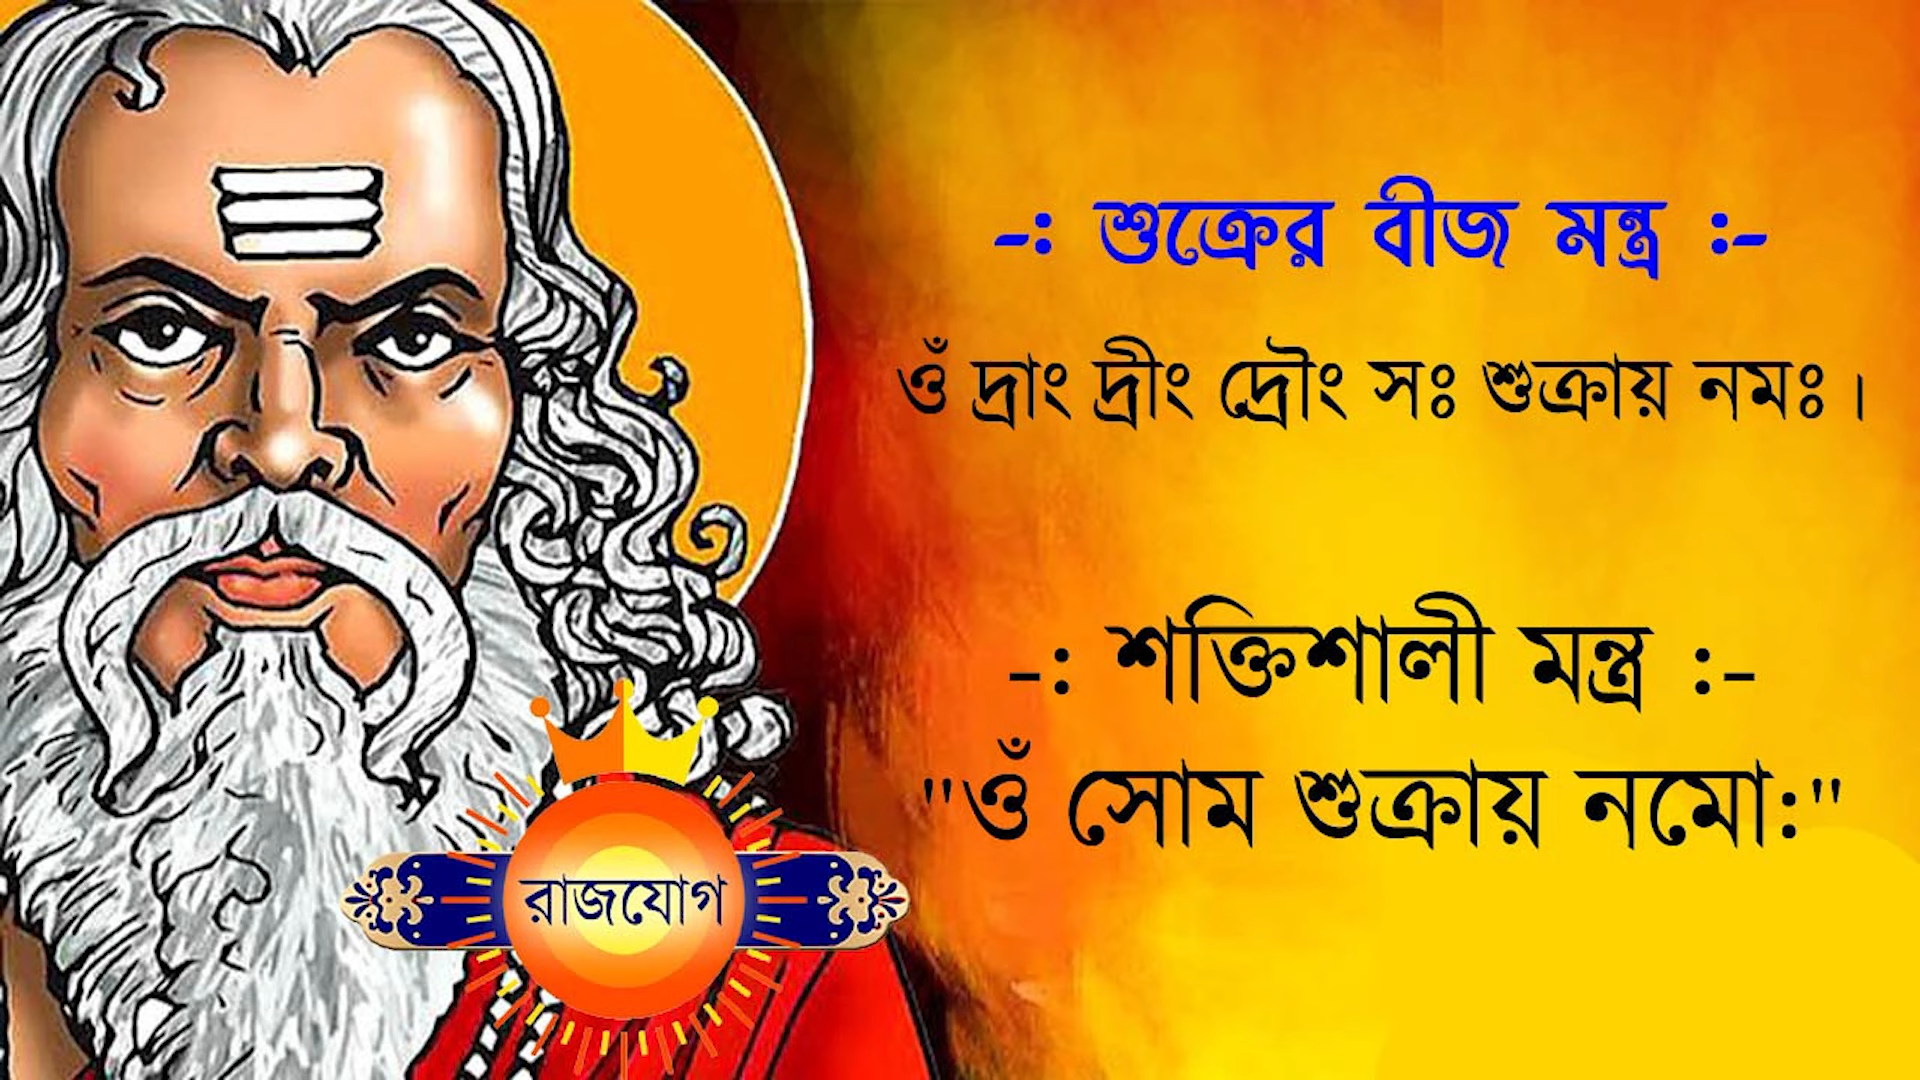 -: শুক্রের বীজ মন্ত্র :-
ওঁ দ্রাং দ্রীং দ্রৌং সঃ শুক্রায় নমঃ।
-: শক্তিশালী মন্ত্র :-
"ওঁ সোম শুক্রায় নমো:"
রাজযোগ